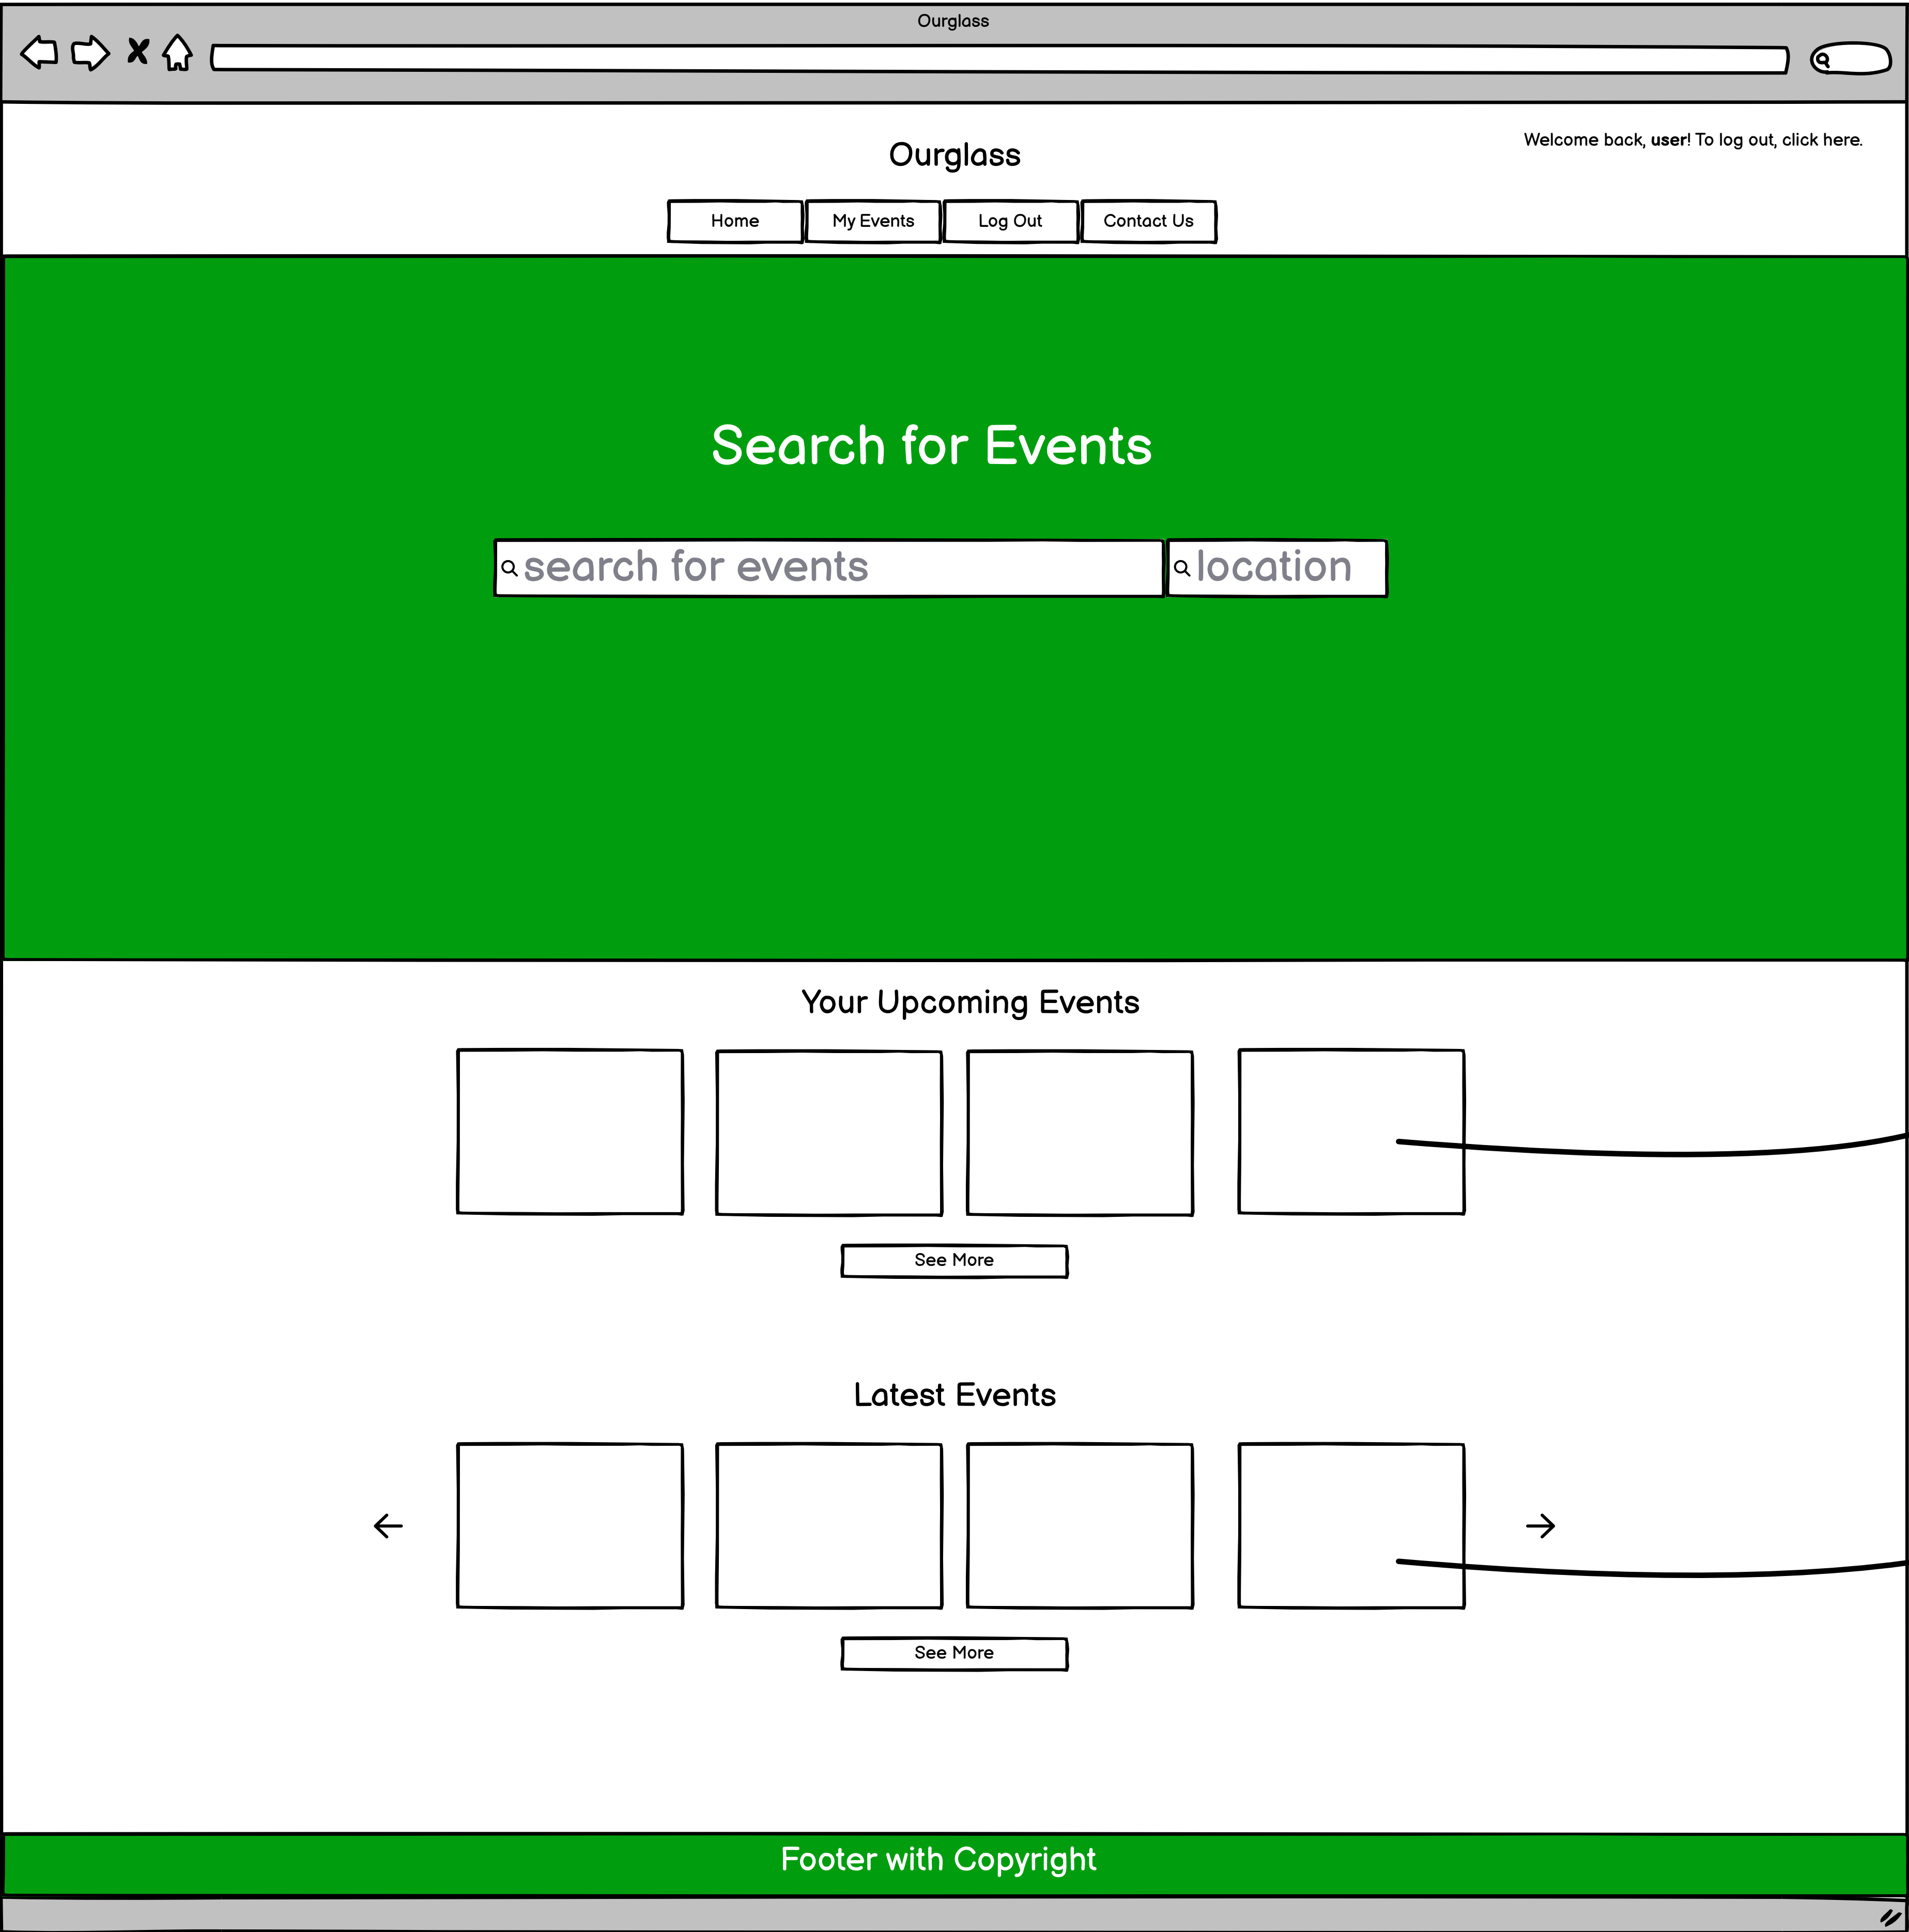 Ourglass
Welcome back, user! To log out, click here.
Ourglass
Home My Events Log Out Contact Us
Search for Events
search for events location
Your Upcoming Events
See More
Latest Events
See More
Footer with Copyright